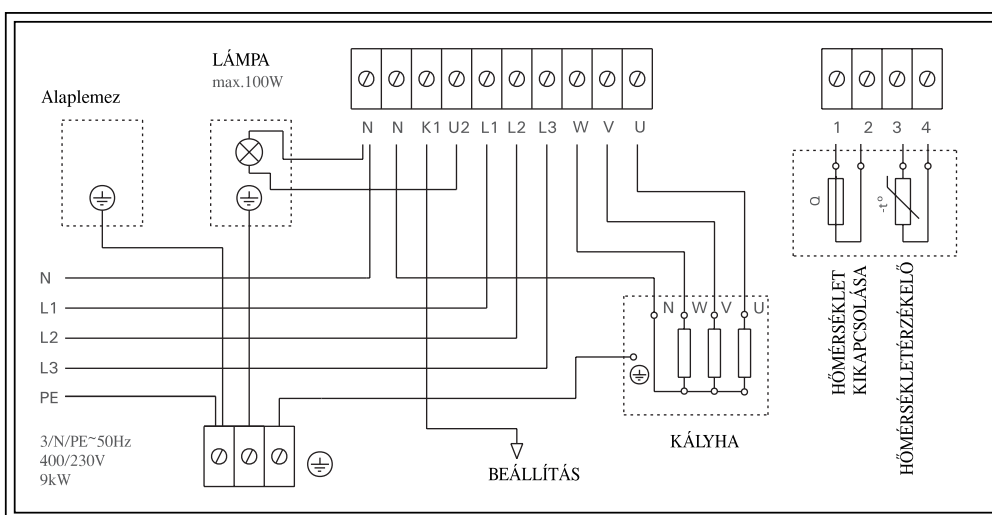 LÁMPA
max.100W
Alaplemez
N N K1 U2 L1 L2 L3 W V U
1 2 3 4
Q
-t°
N
L1
L2
L3
PE
N W V U
3/N/PE~50Hz
400/230V
9kW
BEÁLLÍTÁS
KÁLYHA
HŐMÉRSÉKLET
KIKAPCSOLÁSA
HŐMÉRSÉKLETÉRZÉKELŐ